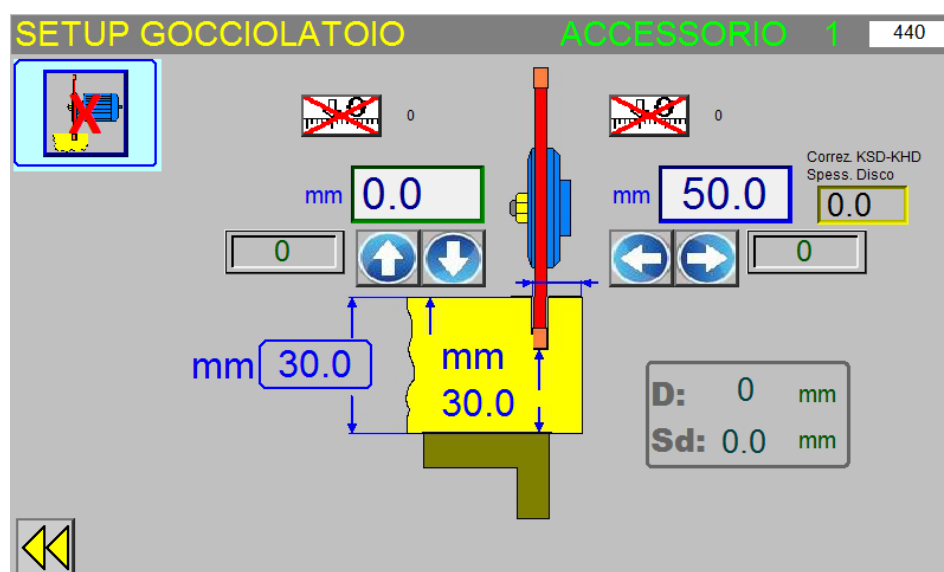 SETUP GOCCIOLATOIO ACCESSORIO 1 440
0 0
Correz. KSD-KHD
Spess. Disco
mm 0.0 mm 50.0 0.0
0 0
mm 30.0
mm
30.0
D: 0 mm
Sd: 0.0 mm